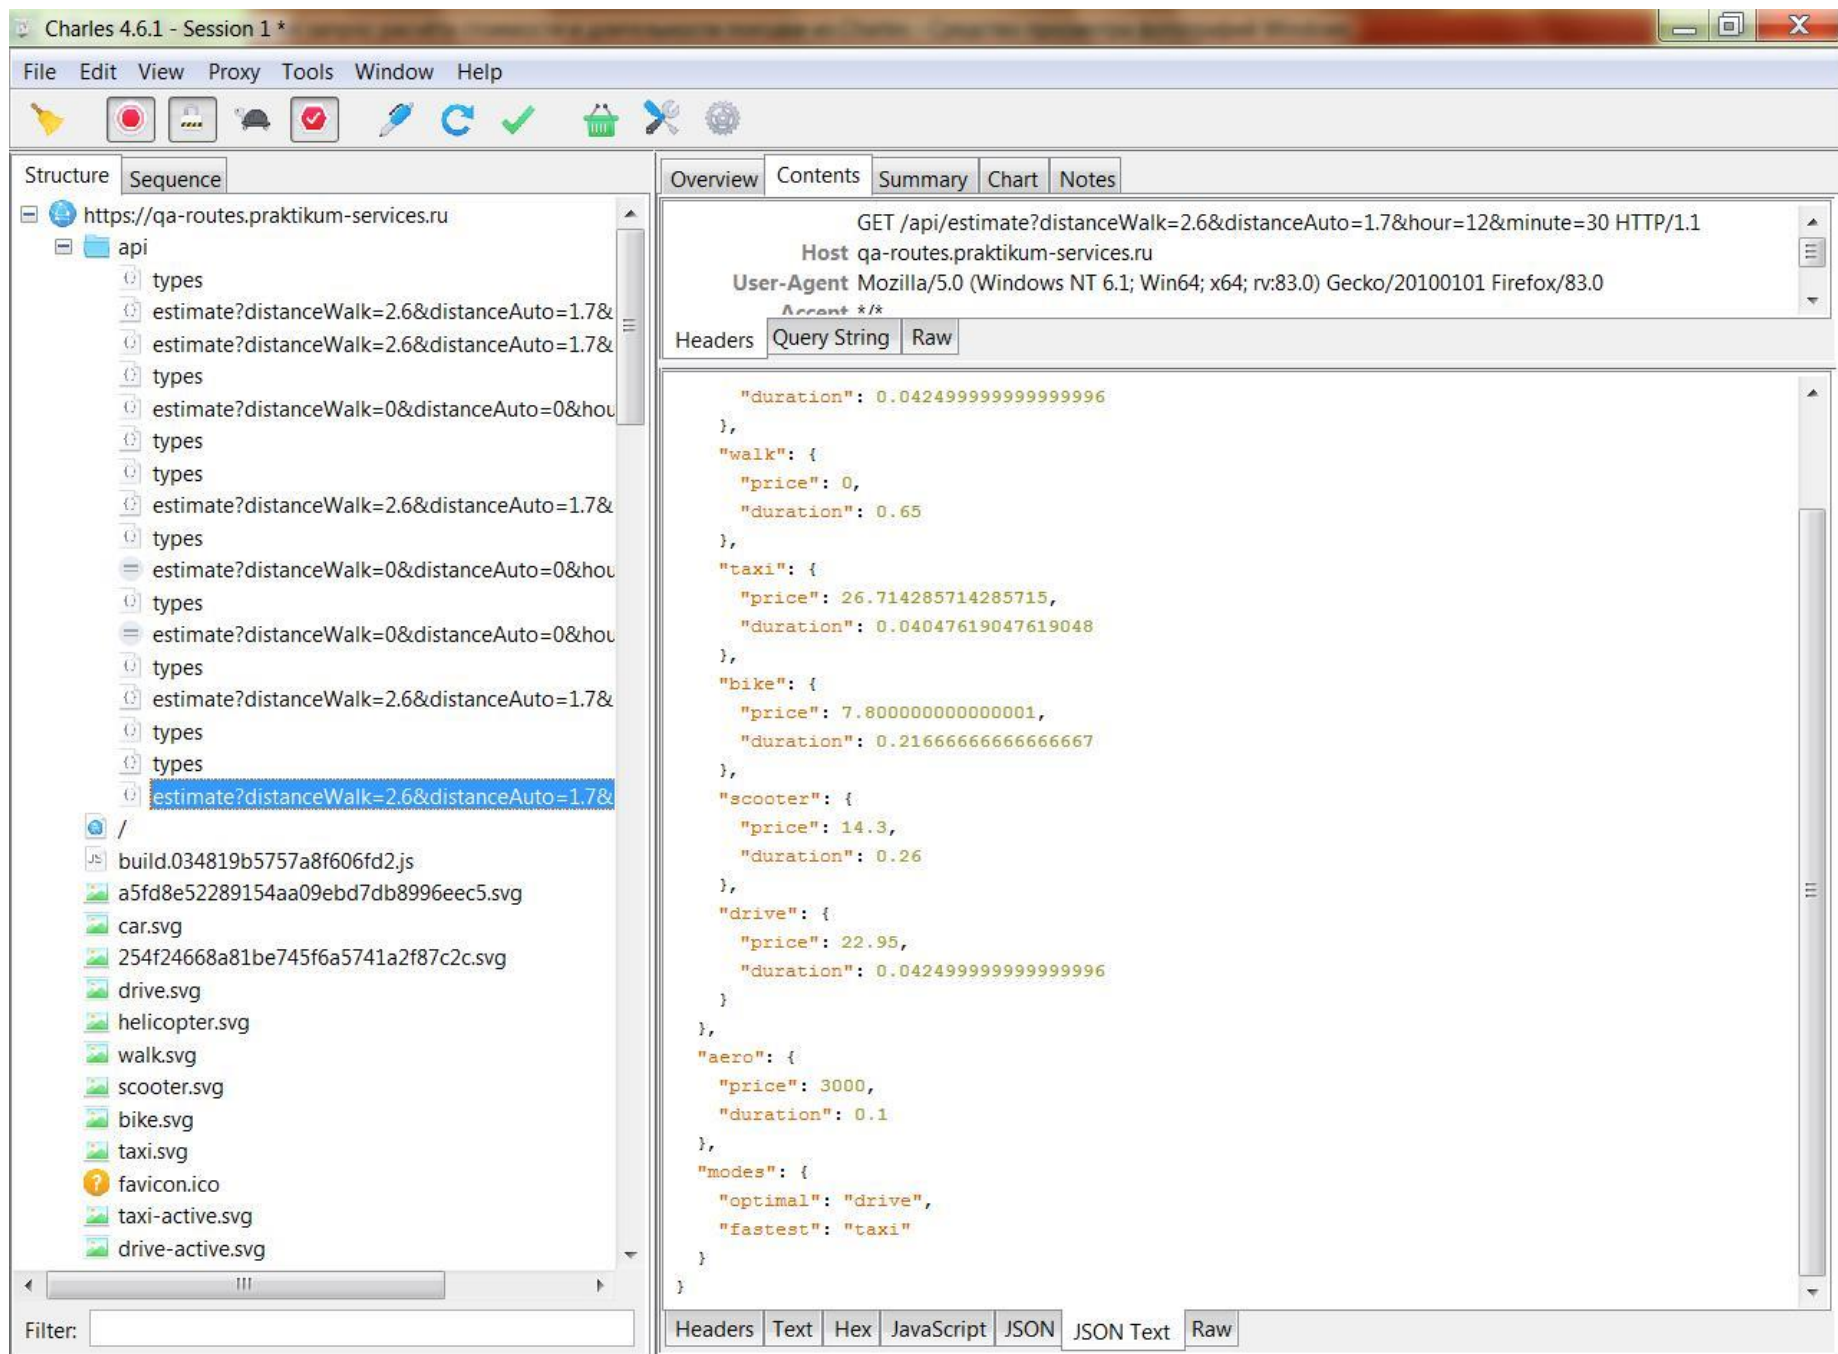 Charles 4.6.1 - Session 1 *
File Edit View Proxy Tools Window Help
Structure Sequence
https://qa-routes.praktikum-services.ru
api
types
estimate?distanceWalk=2.6&distanceAuto=1.7&
estimate?distanceWalk=2.6&distanceAuto=1.7&
types
estimate?distanceWalk=0&distanceAuto=0&hou
types
types
estimate?distanceWalk=2.6&distanceAuto=1.7&
types
estimate?distanceWalk=0&distanceAuto=0&hou
types
estimate?distanceWalk=0&distanceAuto=0&hou
types
estimate?distanceWalk=2.6&distanceAuto=1.7&
types
types
estimate?distanceWalk=2.6&distanceAuto=1.7&
/
build.034819b5757a8f606fd2.js
a5fd8e52289154aa09ebd7db8996eec5.svg
car.svg
254f24668a81be745f6a5741a2f87c2c.svg
drive.svg
helicopter.svg
walk.svg
scooter.svg
bike.svg
taxi.svg
favicon.ico
taxi-active.svg
drive-active.svg
Filter:
Overview Contents Summary Chart Notes
GET /api/estimate?distanceWalk=2.6&distanceAuto=1.7&hour=12&minute=30 HTTP/1.1
Host qa-routes.praktikum-services.ru
User-Agent Mozilla/5.0 (Windows NT 6.1; Win64; x64; rv:83.0) Gecko/20100101 Firefox/83.0
Accept */*
Headers Query String Raw
"duration": 0.042499999999999996
},
"walk": {
"price": 0,
"duration": 0.65
},
"taxi": {
"price": 26.714285714285715,
"duration": 0.04047619047619048
},
"bike": {
"price": 7.800000000000001,
"duration": 0.21666666666666667
},
"scooter": {
"price": 14.3,
"duration": 0.26
},
"drive": {
"price": 22.95,
"duration": 0.042499999999999996
}
},
"aero": {
"price": 3000,
"duration": 0.1
},
"modes": {
"optimal": "drive",
"fastest": "taxi"
}
}
Headers Text Hex JavaScript JSON JSON Text Raw